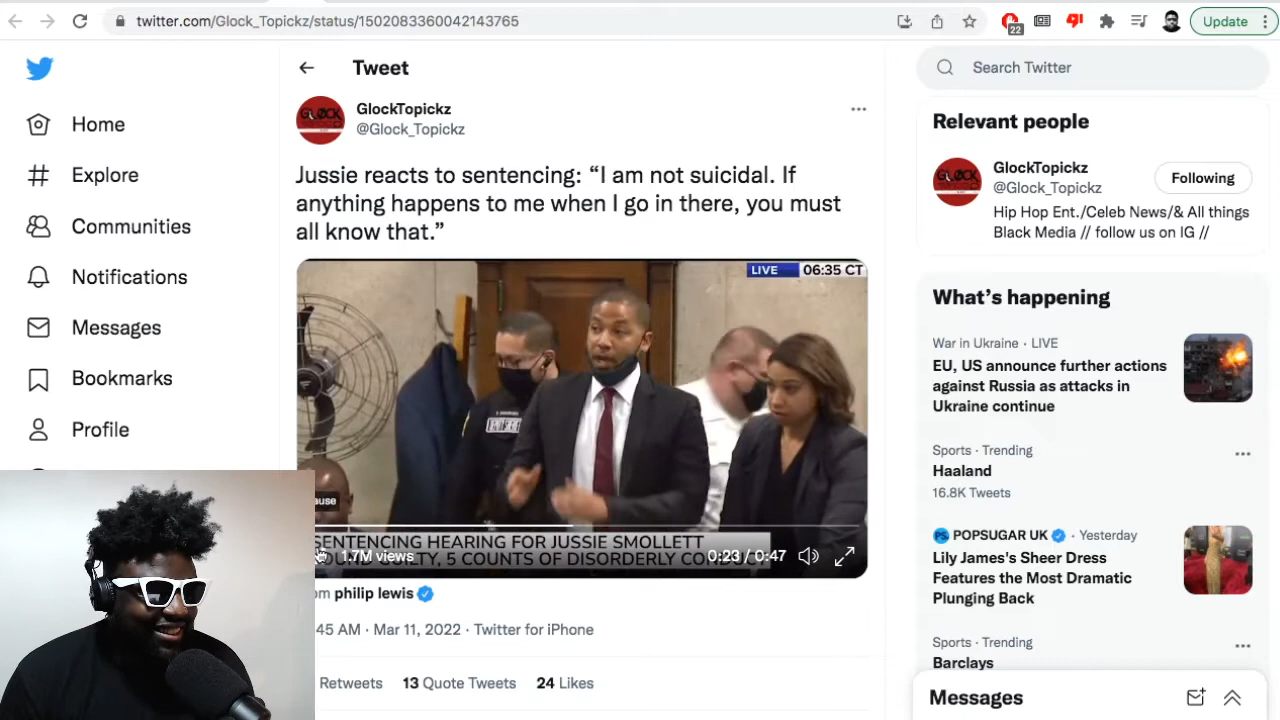 twitter.com/Glock_Topickz/status/1502083360042143765
22
Update
Tweet
Search Twitter
Home
Explore
Communities
Notifications
Messages
Bookmarks
Profile
GlockTopickz
@Glock_Topickz
Jussie reacts to sentencing: “I am not suicidal. If
anything happens to me when I go in there, you must
all know that.”
LIVE 06:35 CT
ause
SENTENCING HEARING FOR JUSSIE SMOLLETT
OUND GUILTY, 5 COUNTS OF DISORDERLY CONDUC
1.7M views
0:23 / 0:47
om philip lewis
45 AM · Mar 11, 2022 · Twitter for iPhone
Retweets 13 Quote Tweets 24 Likes
Relevant people
GlockTopickz
@Glock_Topickz
Following
Hip Hop Ent./Celeb News/& All things
Black Media // follow us on IG //
What’s happening
War in Ukraine · LIVE
EU, US announce further actions
against Russia as attacks in
Ukraine continue
Sports · Trending
Haaland
16.8K Tweets
PS POPSUGAR UK · Yesterday
Lily James’s Sheer Dress
Features the Most Dramatic
Plunging Back
Sports · Trending
Barclays
Messages